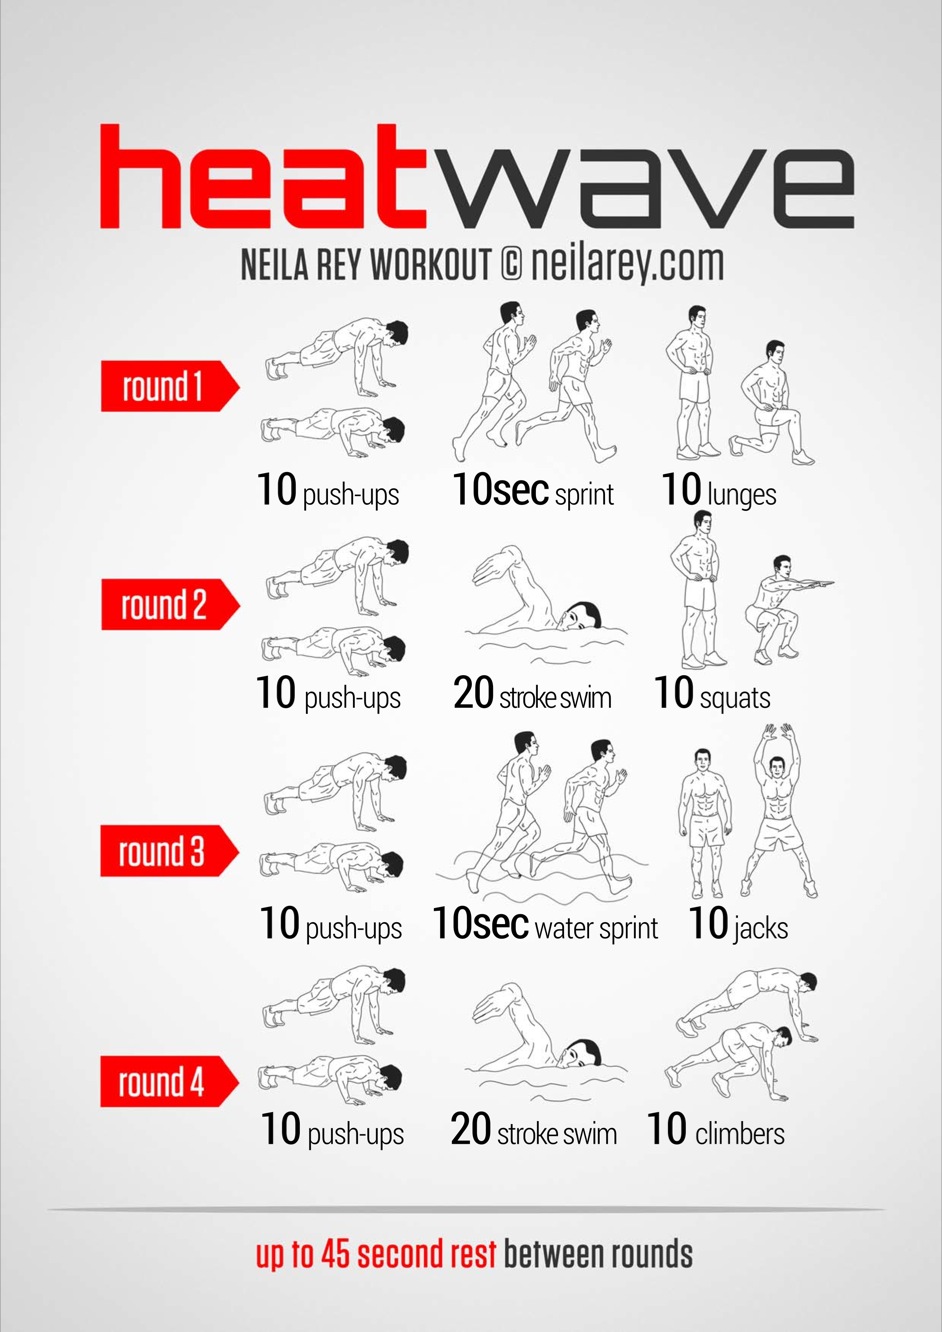 heatwave
NEILA REY WORKOUT © neilarey.com
round 1
10 push-ups 10sec sprint 10 lunges
round 2
10 push-ups 20 stroke swim 10 squats
round 3
10 push-ups 10sec water sprint 10 jacks
round 4
10 push-ups 20 stroke swim 10 climbers
up to 45 second rest between rounds